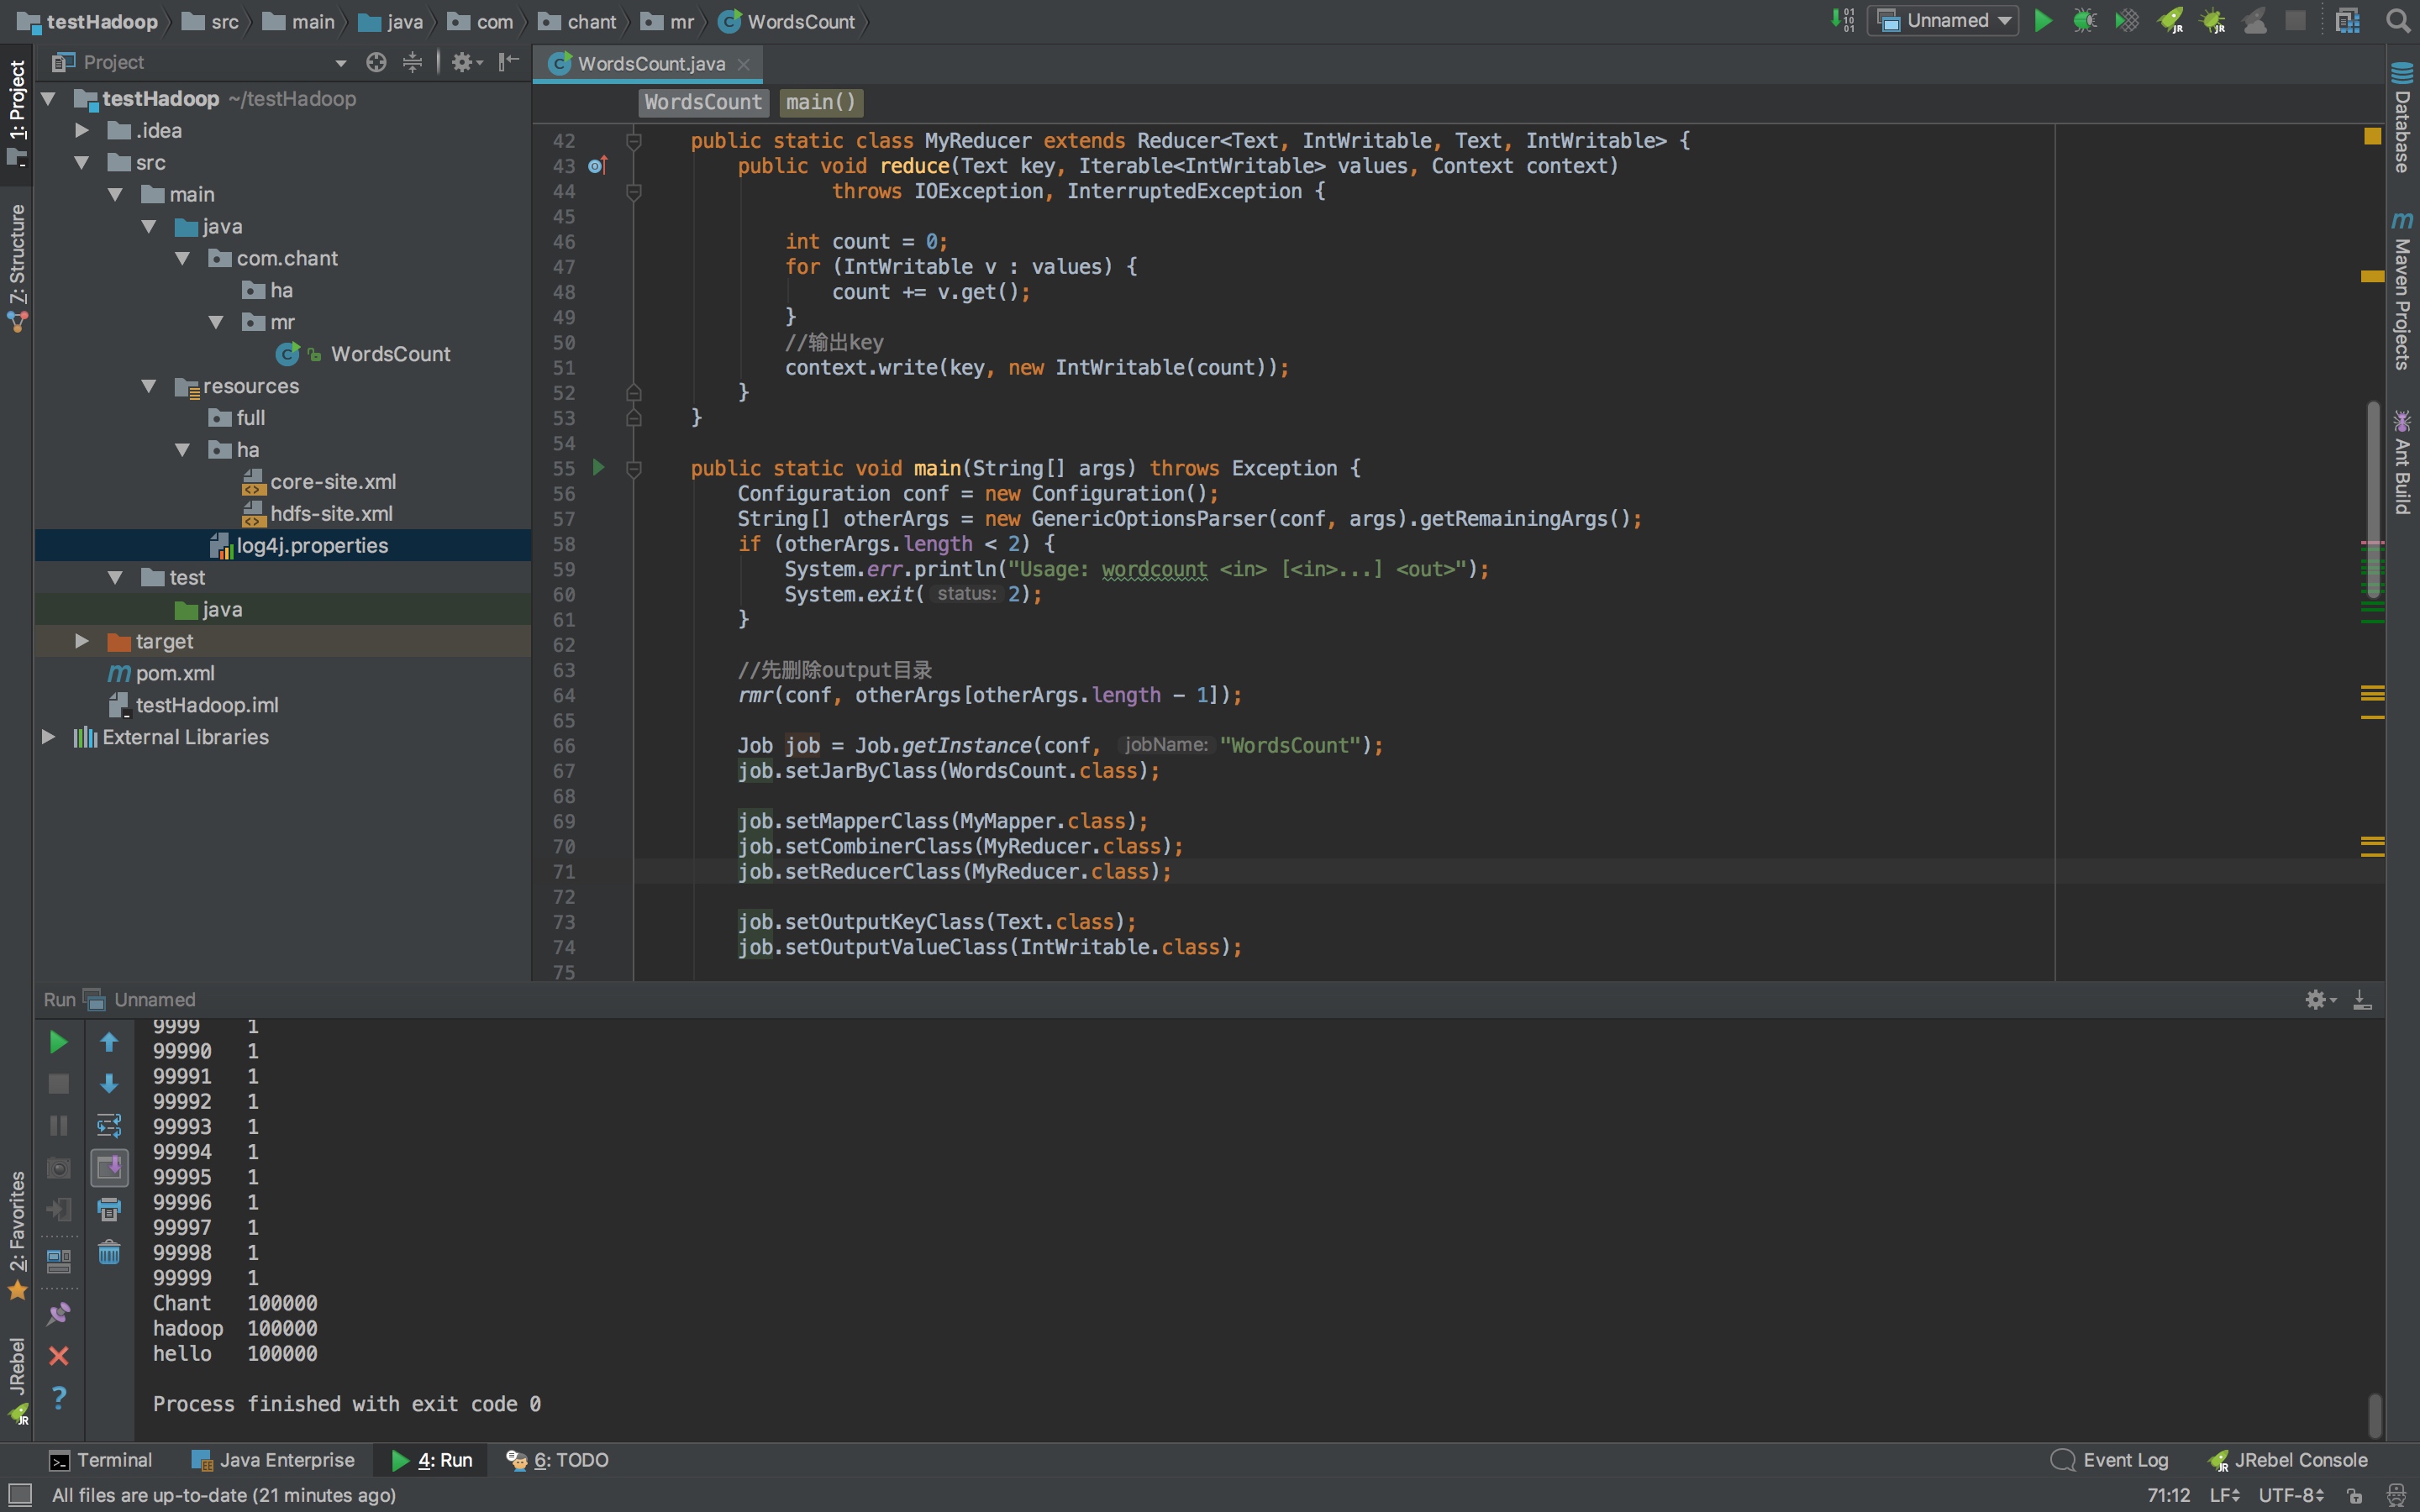 testHadoop src main java com chant mr WordsCount
Unnamed
Project
WordsCount.java
WordsCount main()
1: Project
7: Structure
2: Favorites
JRebel
testHadoop ~/testHadoop
.idea
src
main
java
com.chant
ha
mr
WordsCount
resources
full
ha
core-site.xml
hdfs-site.xml
log4j.properties
test
java
target
pom.xml
testHadoop.iml
External Libraries
42 public static class MyReducer extends Reducer<Text, IntWritable, Text, IntWritable> {
43 public void reduce(Text key, Iterable<IntWritable> values, Context context)
44 throws IOException, InterruptedException {
45
46 int count = 0;
47 for (IntWritable v : values) {
48 count += v.get();
49 }
50 //输出key
51 context.write(key, new IntWritable(count));
52 }
53 }
54
55 public static void main(String[] args) throws Exception {
56 Configuration conf = new Configuration();
57 String[] otherArgs = new GenericOptionsParser(conf, args).getRemainingArgs();
58 if (otherArgs.length < 2) {
59 System.err.println("Usage: wordcount <in> [<in>...] <out>");
60 System.exit( status: 2);
61 }
62
63 //先删除output目录
64 rmr(conf, otherArgs[otherArgs.length - 1]);
65
66 Job job = Job.getInstance(conf, jobName: "WordsCount");
67 job.setJarByClass(WordsCount.class);
68
69 job.setMapperClass(MyMapper.class);
70 job.setCombinerClass(MyReducer.class);
71 job.setReducerClass(MyReducer.class);
72
73 job.setOutputKeyClass(Text.class);
74 job.setOutputValueClass(IntWritable.class);
75
Database
Maven Projects
Ant Build
Run Unnamed
9999 1
99990 1
99991 1
99992 1
99993 1
99994 1
99995 1
99996 1
99997 1
99998 1
99999 1
Chant 100000
hadoop 100000
hello 100000
Process finished with exit code 0
Terminal Java Enterprise 4: Run 6: TODO Event Log JRebel Console
All files are up-to-date (21 minutes ago) 71:12 LF UTF-8